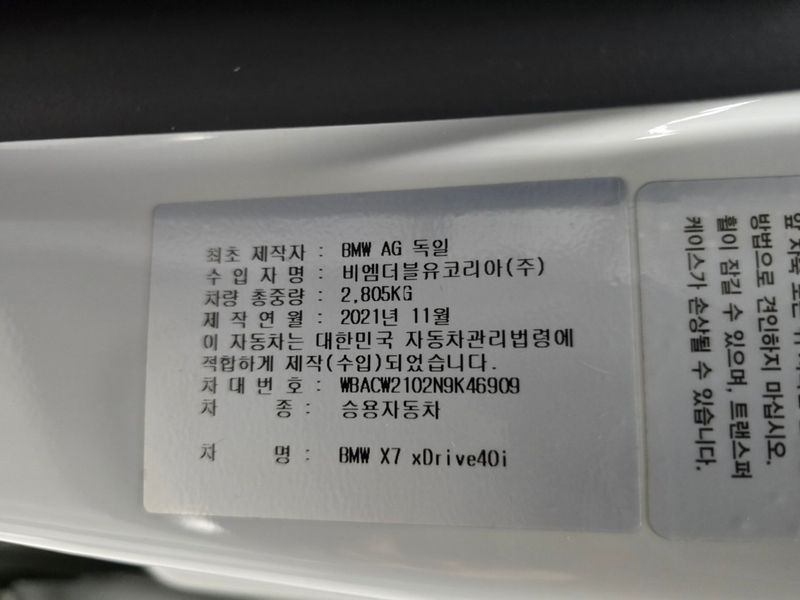 최초 제작자 : BMW AG 독일
수 입 자 명 : 비엠더블유코리아(주)
차량 총중량 : 2,805KG
제 작 연 월 : 2021년 11월
이 자동차는 대한민국 자동차관리법령에
적합하게 제작(수입)되었습니다.
차 대 번 호 : WBACW2102N9K46909
차 종 : 승용자동차
차 명 : BMW X7 xDrive40i
방법으로 견인하지 마십시오.
휠이 잠길 수 있으며, 트랜스퍼
케이스가 손상될 수 있습니다.